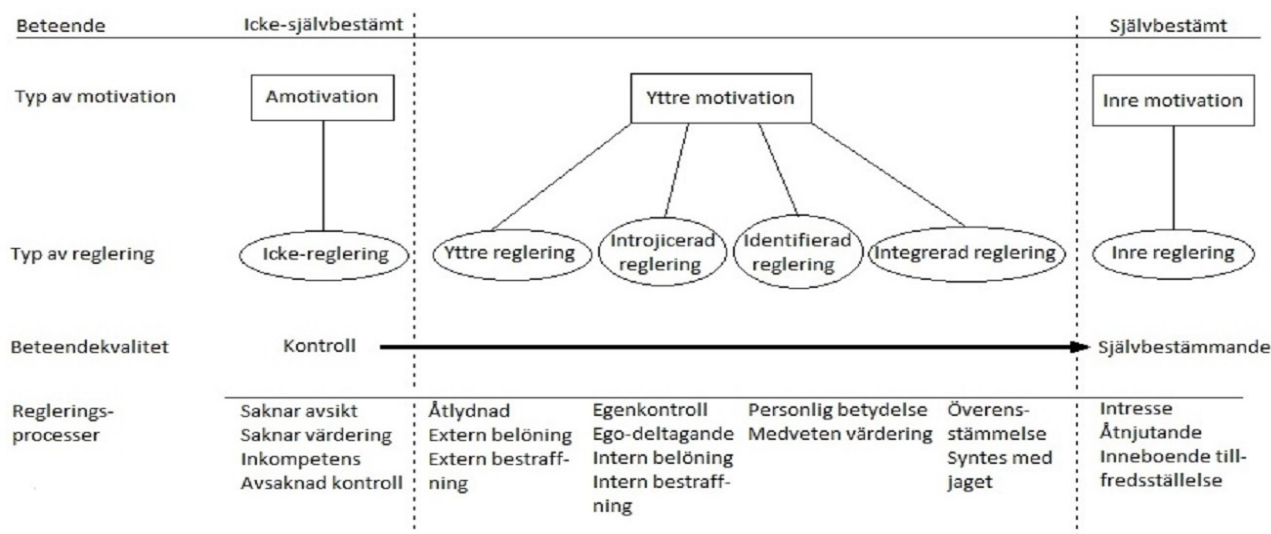 Beteende Icke-självbestämt Självbestämt
Typ av motivation Amotivation Yttre motivation Inre motivation
Typ av reglering Icke-reglering Yttre reglering Introjicerad reglering Identifierad reglering Integrerad reglering Inre reglering
Beteendekvalitet Kontroll Självbestämmande
Reglerings-
processer
Saknar avsikt
Saknar värdering
Inkompetens
Avsaknad kontroll
Åtlydnad
Extern belöning
Extern bestraff-
ning
Egenkontroll
Ego-deltagande
Intern belöning
Intern bestraff-
ning
Personlig betydelse
Medveten värdering
Överens-
stämmelse
Syntes med
jaget
Intresse
Åtnjutande
Inneboende till-
fredsställelse